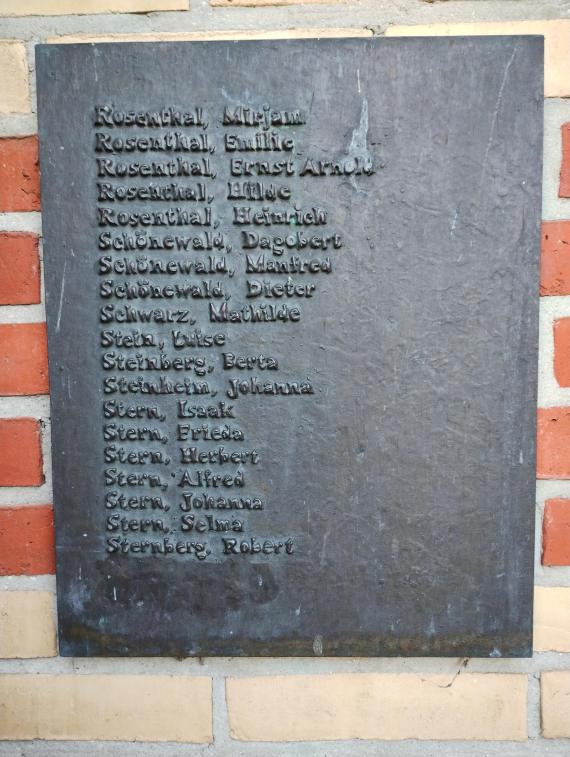 Rosenthal, Mirjam
Rosenthal, Emilie
Rosenthal, Ernst Arnold
Rosenthal, Hilde
Rosenthal, Heinrich
Schönewald, Dagobert
Schönewald, Manfred
Schönewald, Dieter
Schwarz, Mathilde
Stein, Luise
Steinberg, Berta
Steinheim, Johanna
Stern, Isaak
Stern, Frieda
Stern, Herbert
Stern, Alfred
Stern, Johanna
Stern, Selma
Sternberg, Robert